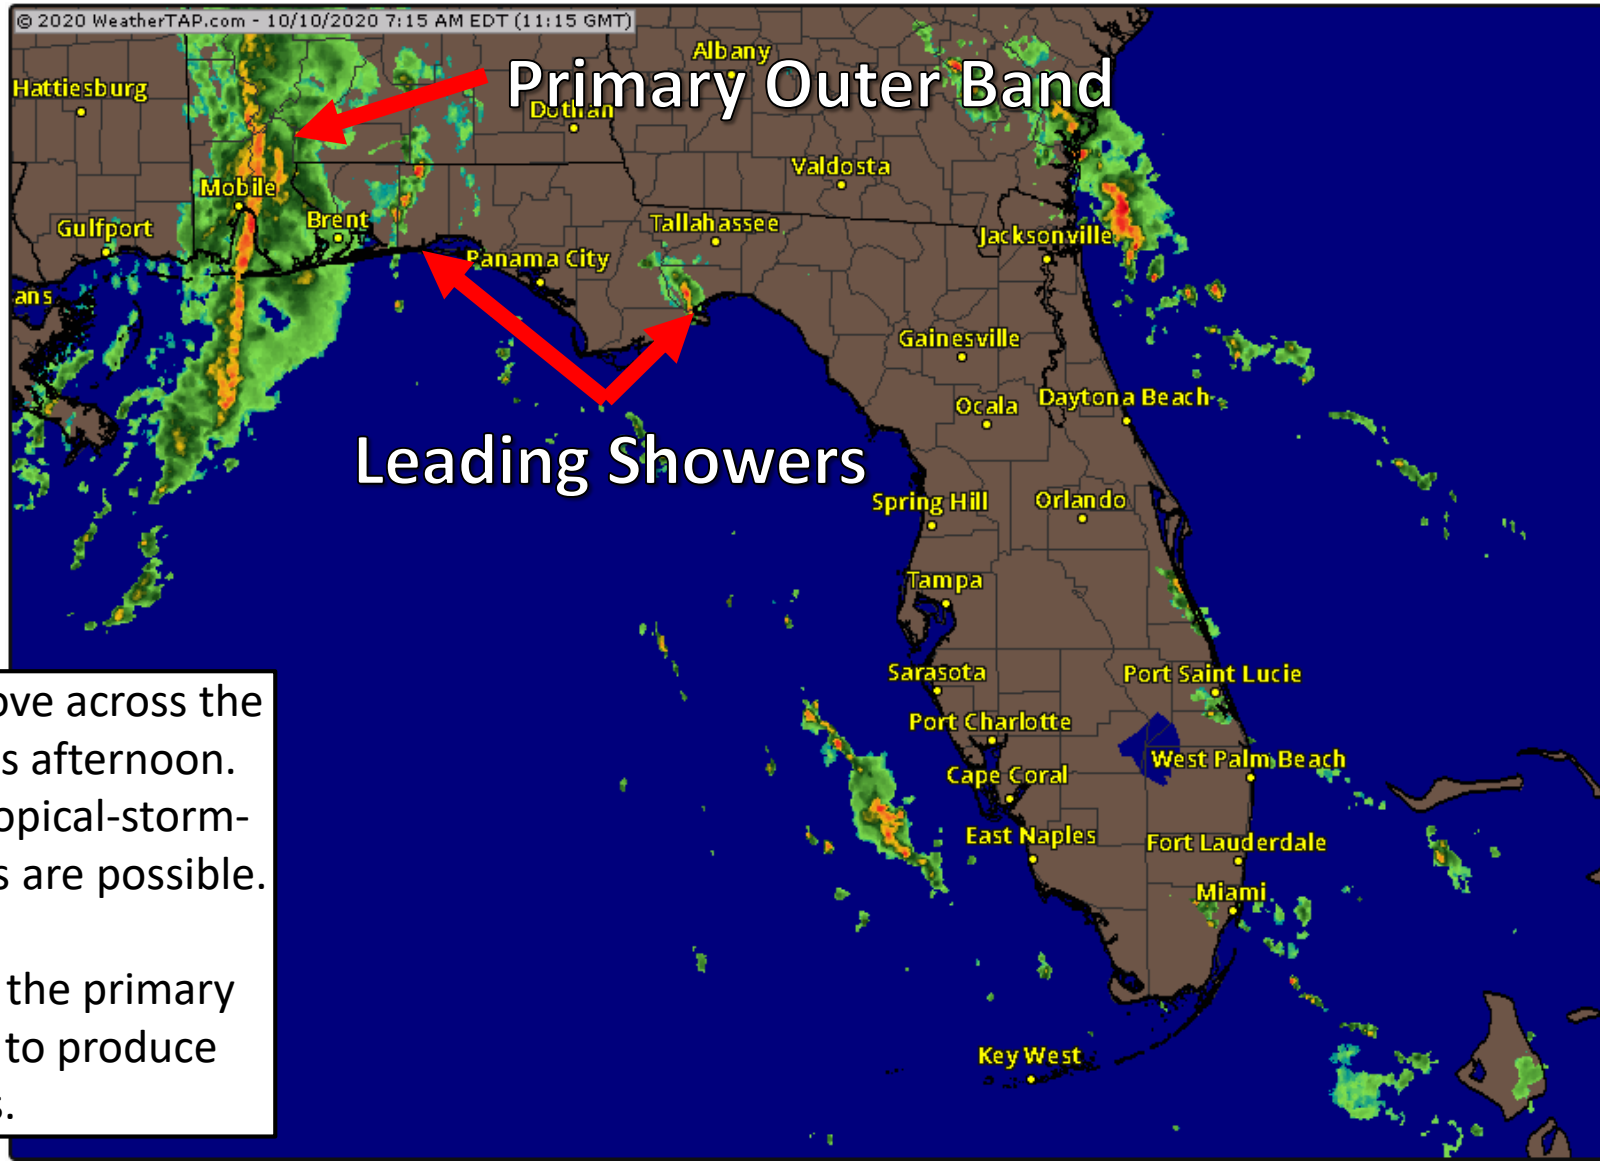 © 2020 WeatherTAP.com - 10/10/2020 7:15 AM EDT (11:15 GMT)
Albany
Hattiesburg
Primary Outer Band
Dothan
Valdosta
Mobile
Brent
Tallahassee
Gulfport
Jacksonville
Panama City
ans
Gainesville
Daytona Beach
Ocala
Leading Showers
Spring Hill
Orlando
Tampa
Sarasota
Port Saint Lucie
ove across the
Port Charlotte
s afternoon.
West Palm Beach
Cape Coral
opical-storm-
East Naples
Fort Lauderdale
s are possible.
Miami
the primary
to produce
Key West
s.